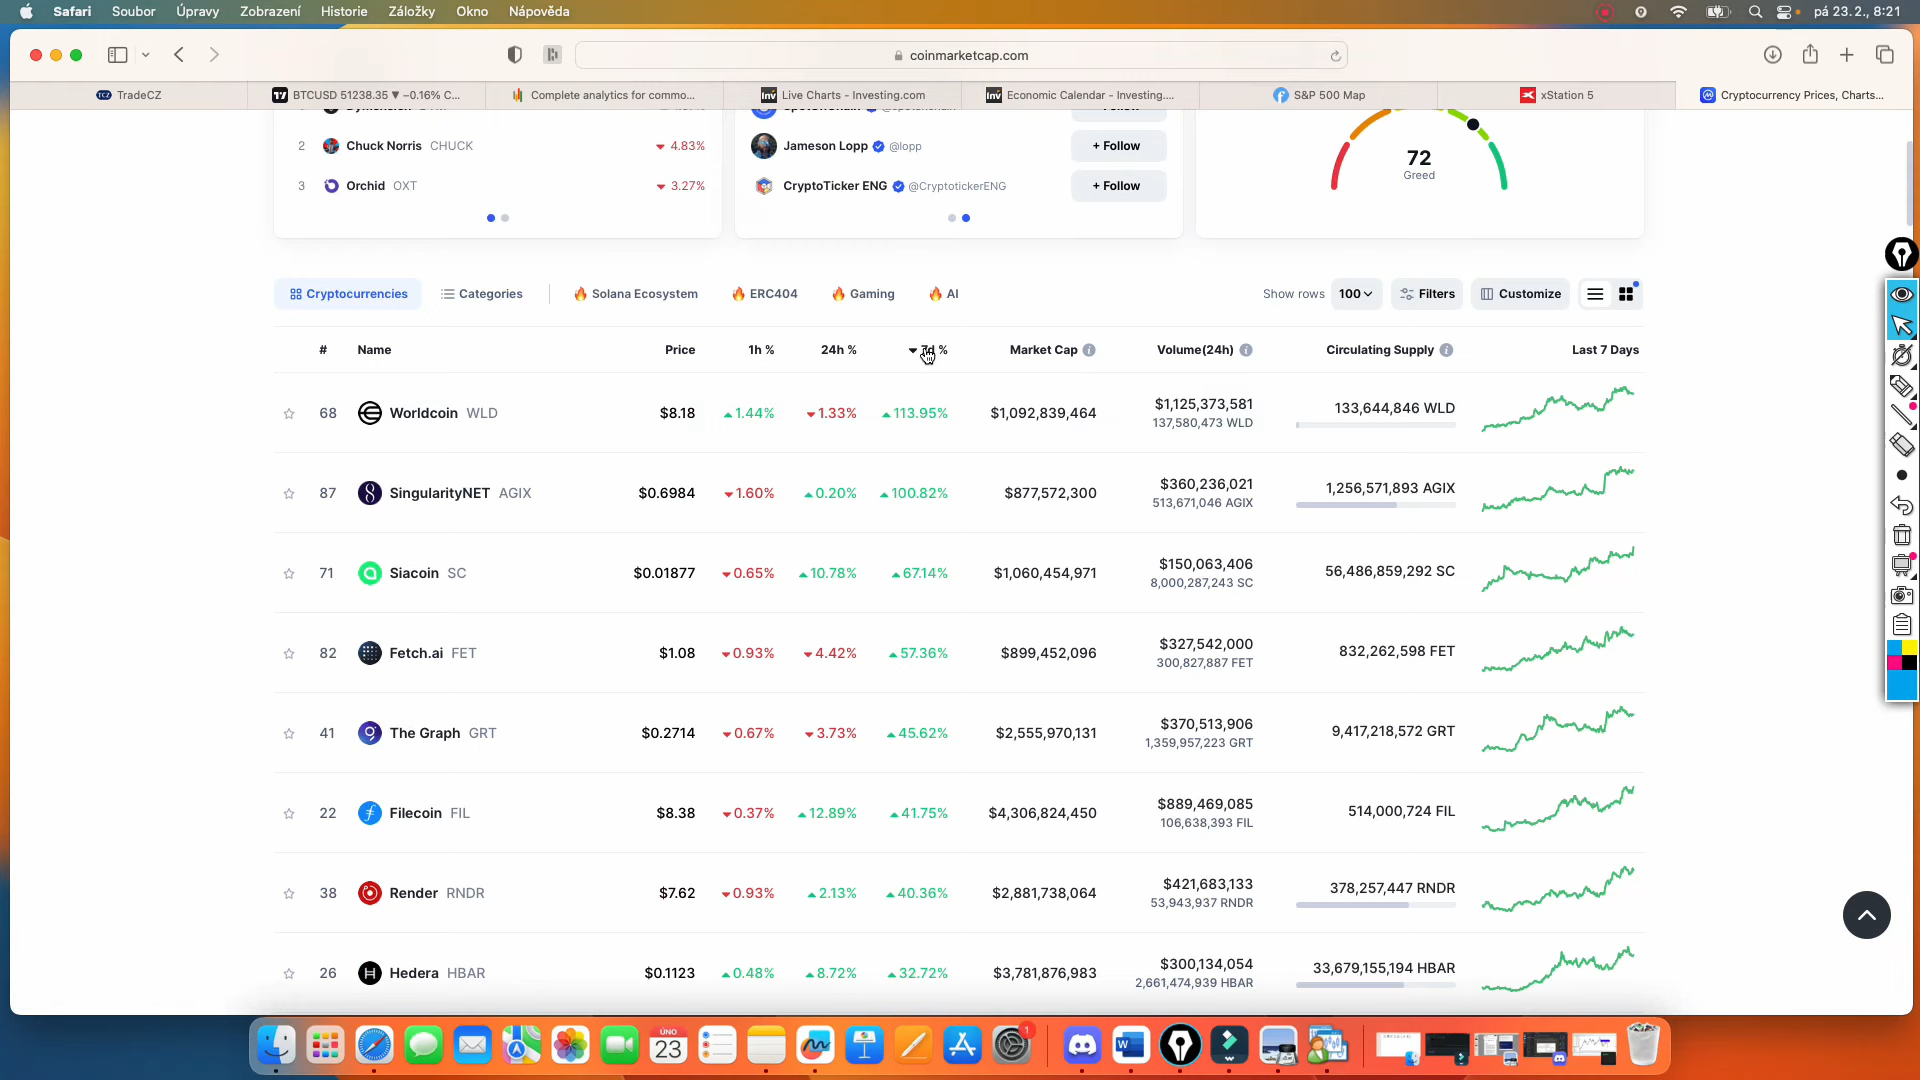 Safari Soubor Úpravy Zobrazení Historie Záložky Okno Nápověda pá 23.2., 8:21
coinmarketcap.com
TradeCZ BTCUSD 51238.35 ▼ −0.16% C... Complete analytics for commo... Live Charts - Investing.com Economic Calendar - Investing.... S&P 500 Map xStation 5 Cryptocurrency Prices, Charts...
2 Chuck Norris CHUCK 4.83%
3 Orchid OXT 3.27%
Jameson Lopp @lopp + Follow
CryptoTicker ENG @CryptotickerENG + Follow
72
Greed
Cryptocurrencies Categories Solana Ecosystem ERC404 Gaming AI Show rows 100 Filters Customize
# Name Price 1h % 24h % 7d % Market Cap Volume(24h) Circulating Supply Last 7 Days
68 Worldcoin WLD $8.18 1.44% 1.33% 113.95% $1,092,839,464 $1,125,373,581 133,644,846 WLD
137,580,473 WLD
87 SingularityNET AGIX $0.6984 1.60% 0.20% 100.82% $877,572,300 $360,236,021 1,256,571,893 AGIX
513,671,046 AGIX
71 Siacoin SC $0.01877 0.65% 10.78% 67.14% $1,060,454,971 $150,063,406 56,486,859,292 SC
8,000,287,243 SC
82 Fetch.ai FET $1.08 0.93% 4.42% 57.36% $899,452,096 $327,542,000 832,262,598 FET
300,827,887 FET
41 The Graph GRT $0.2714 0.67% 3.73% 45.62% $2,555,970,131 $370,513,906 9,417,218,572 GRT
1,359,957,223 GRT
22 Filecoin FIL $8.38 0.37% 12.89% 41.75% $4,306,824,450 $889,469,085 514,000,724 FIL
106,638,393 FIL
38 Render RNDR $7.62 0.93% 2.13% 40.36% $2,881,738,064 $421,683,133 378,257,447 RNDR
53,943,937 RNDR
26 Hedera HBAR $0.1123 0.48% 8.72% 32.72% $3,781,876,983 $300,134,054 33,679,155,194 HBAR
2,661,474,939 HBAR
ÚNO
23
1